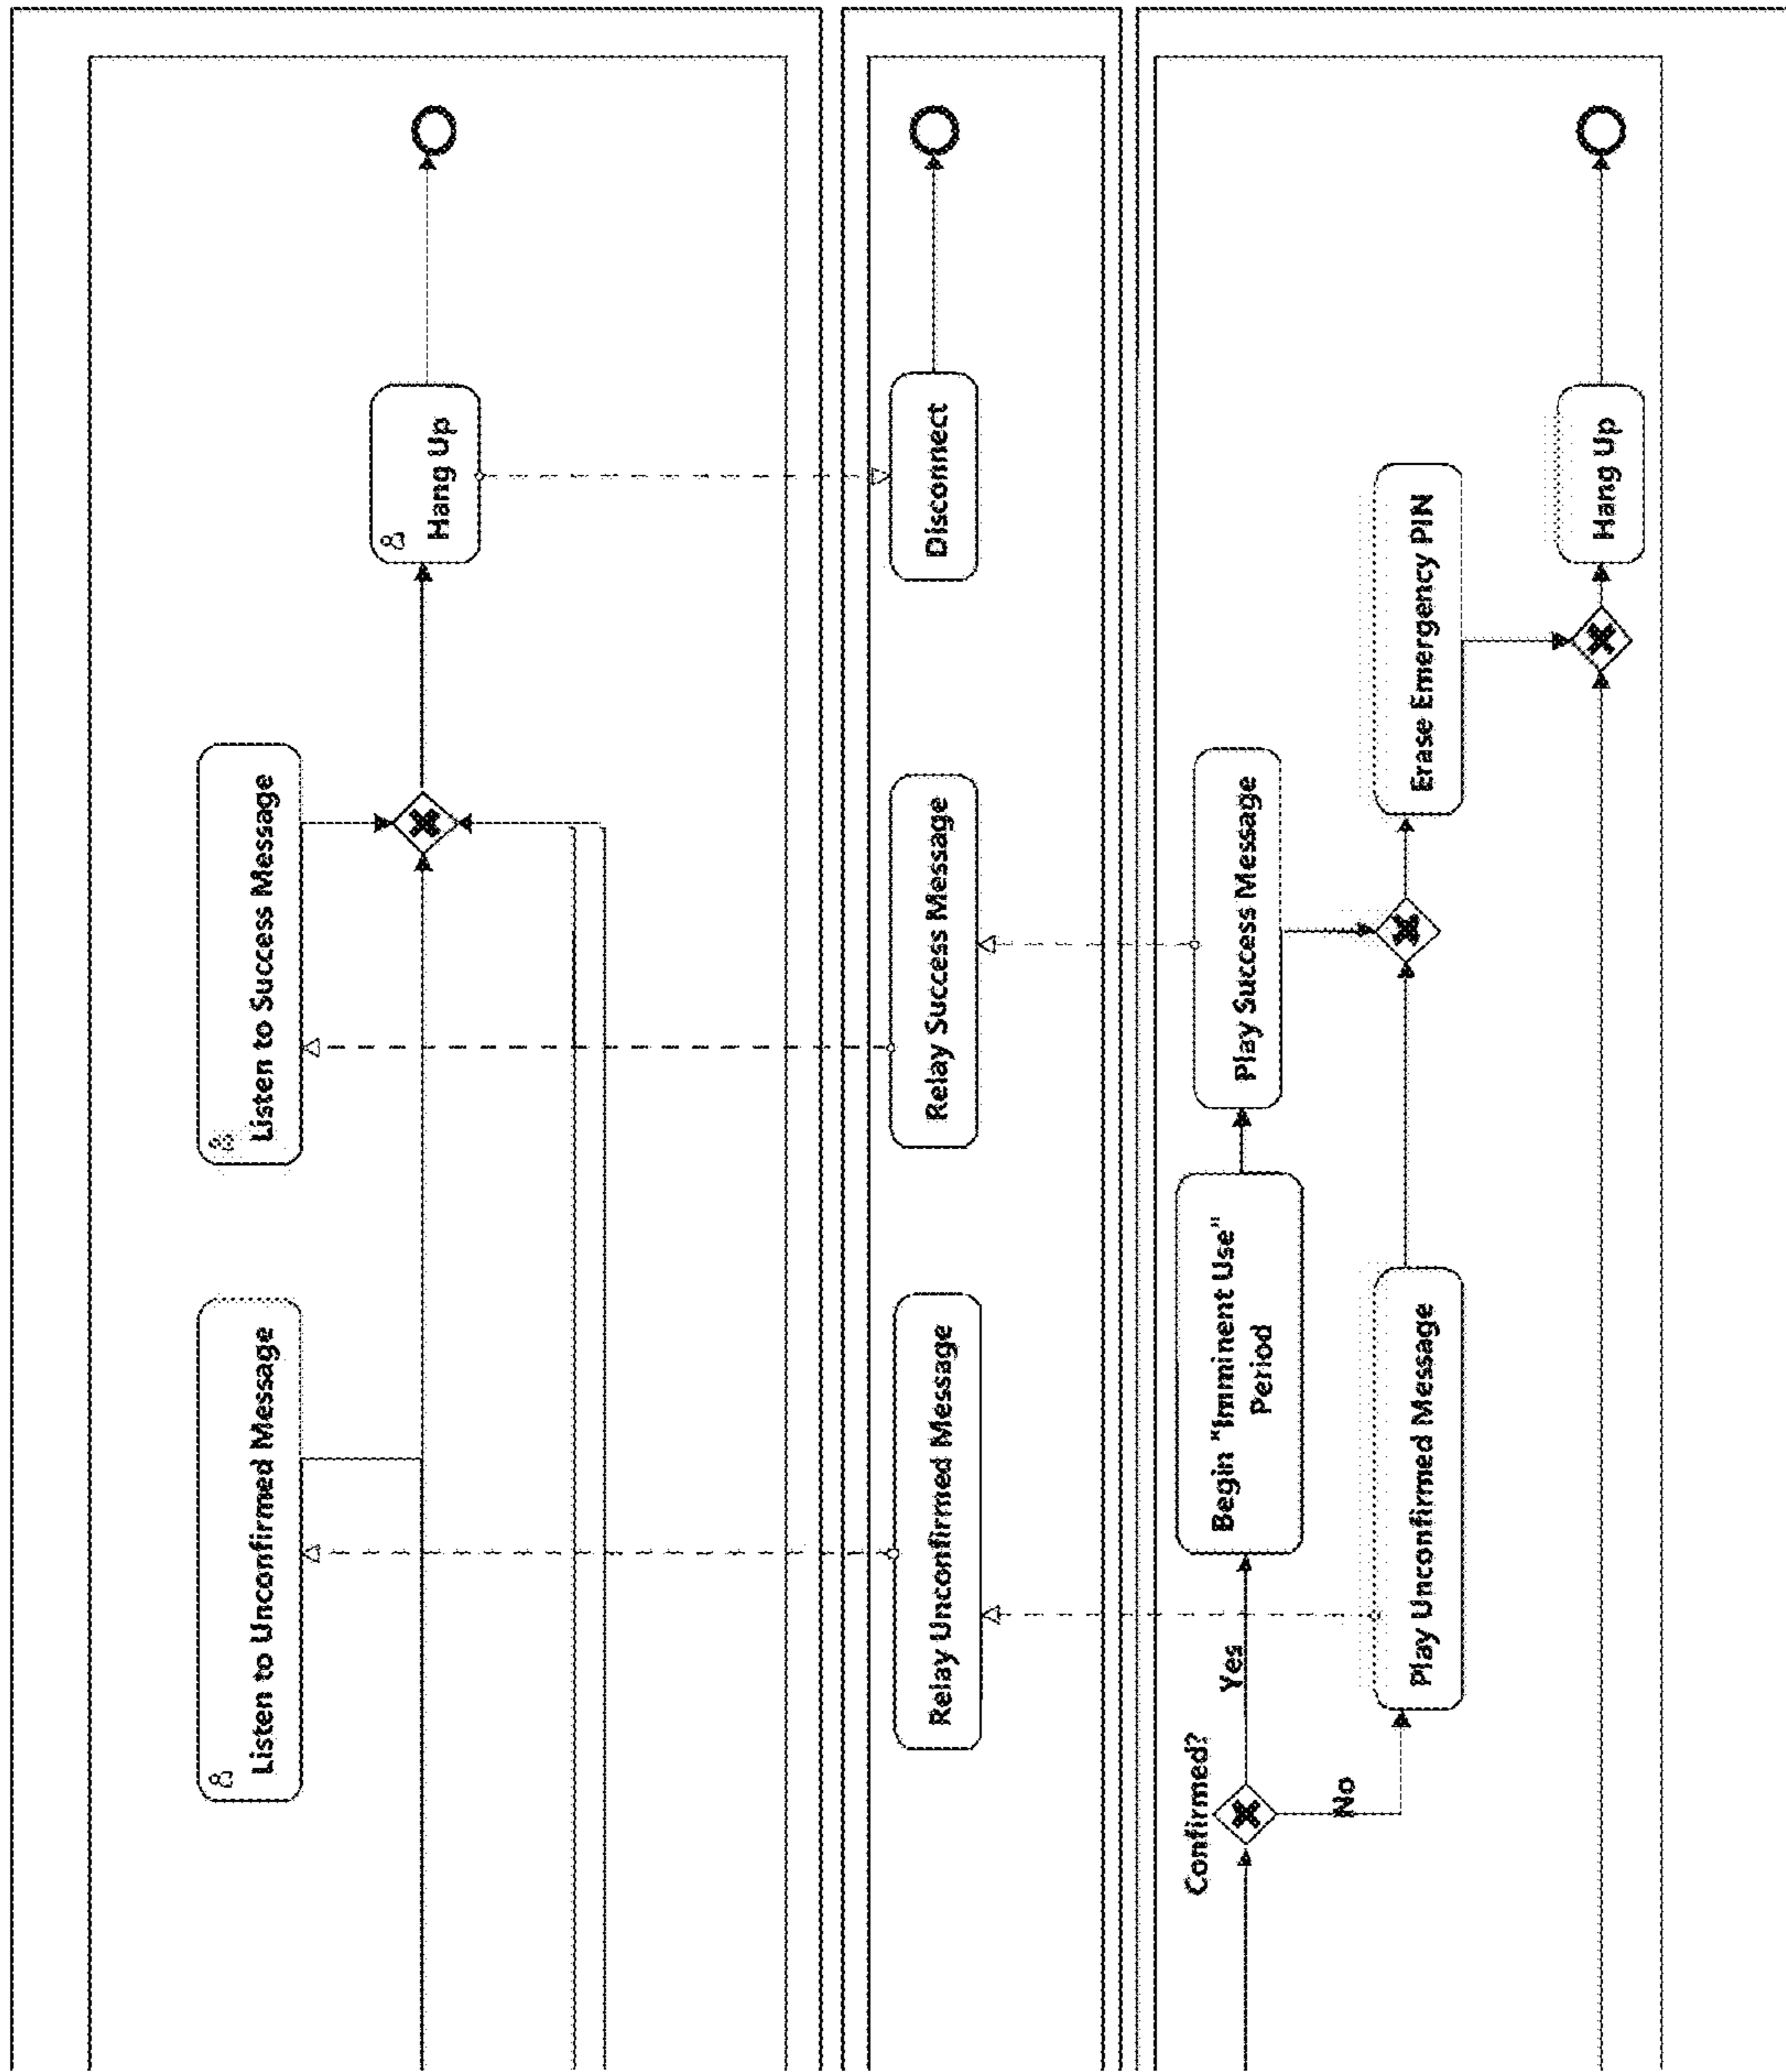 Listen to Unconfirmed Message
Listen to Success Message
Hang Up
Relay Unconfirmed Message
Relay Success Message
Disconnect
Confirmed?
Yes
No
Begin "Imminent Use"
Period
Play Success Message
Play Unconfirmed Message
Erase Emergency PIN
Hang Up